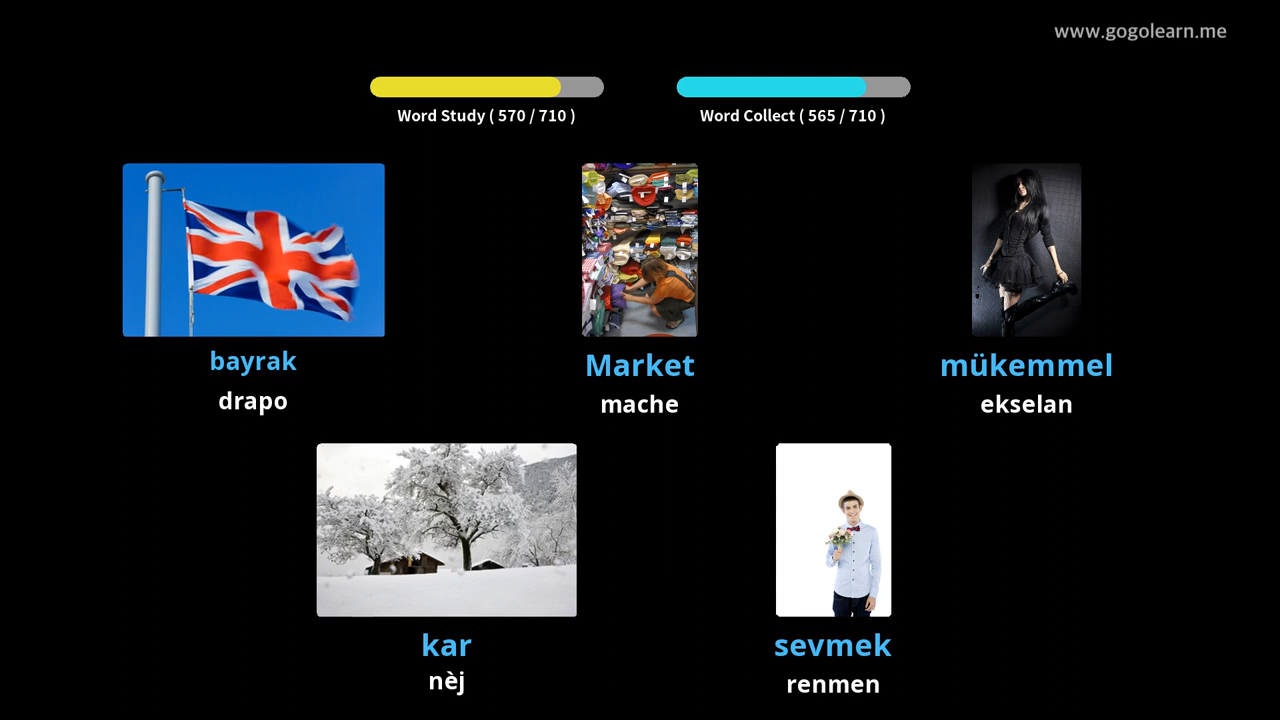 www.gogolearn.me
Word Study ( 570 / 710 )
Word Collect ( 565 / 710 )
bayrak
drapo
Market
mache
mükemmel
ekselan
kar
nèj
sevmek
renmen